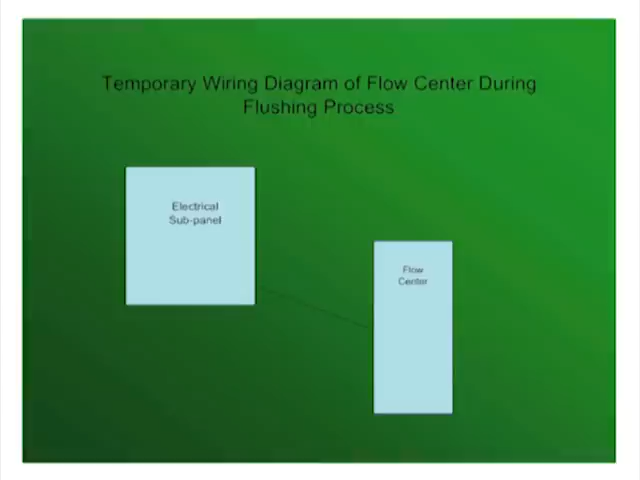 Temporary Wiring Diagram of Flow Center During
Flushing Process
Electrical
Sub-panel
Flow
Center